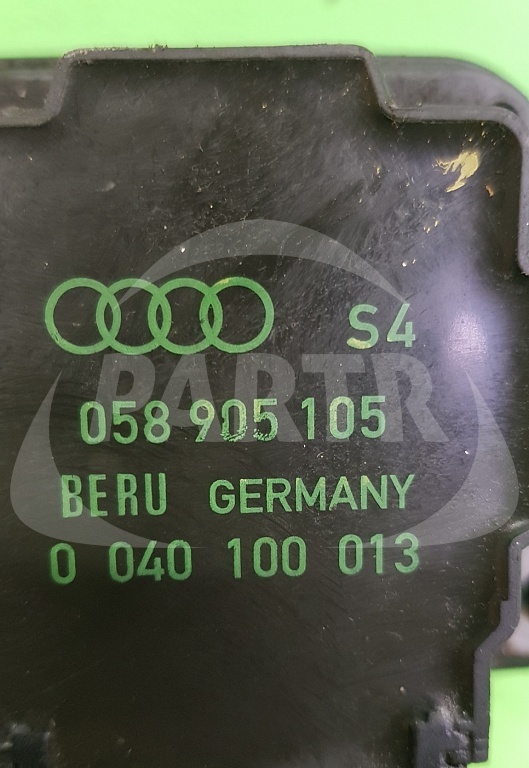 S4
PARTR
058 905 105
BERU GERMANY
0 040 100 013